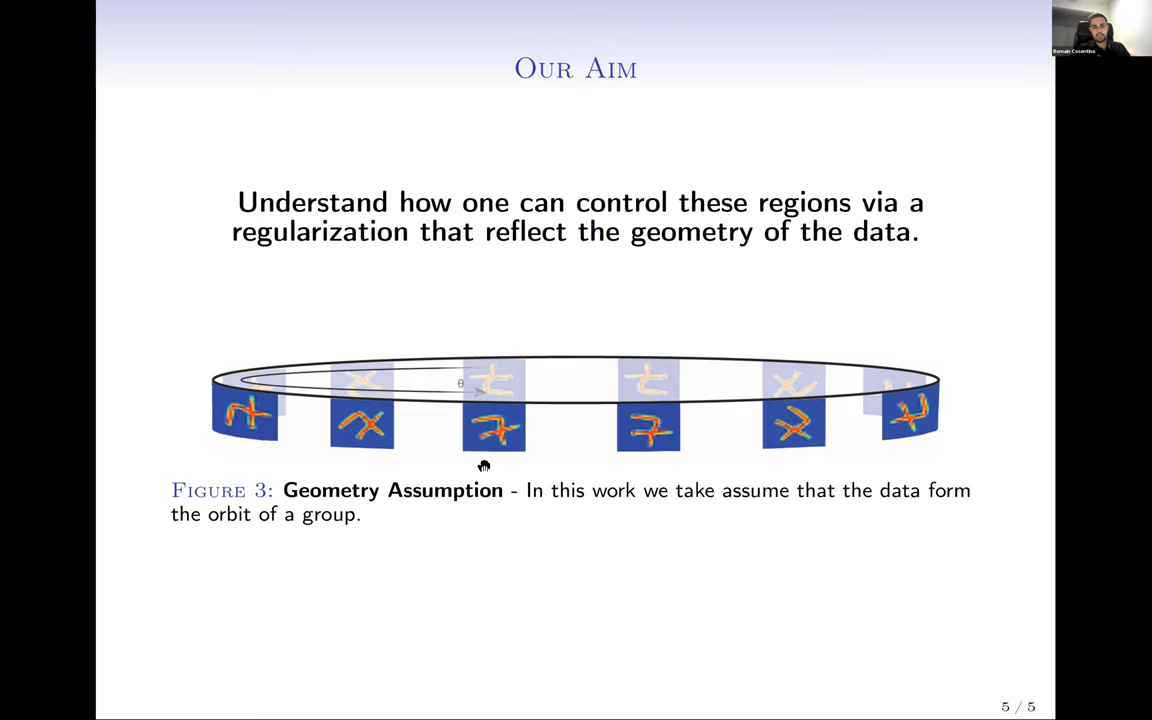 Romain Cosentino
OUR AIM
Understand how one can control these regions via a
regularization that reflect the geometry of the data.
θ
FIGURE 3: Geometry Assumption - In this work we take assume that the data form
the orbit of a group.
5 / 5